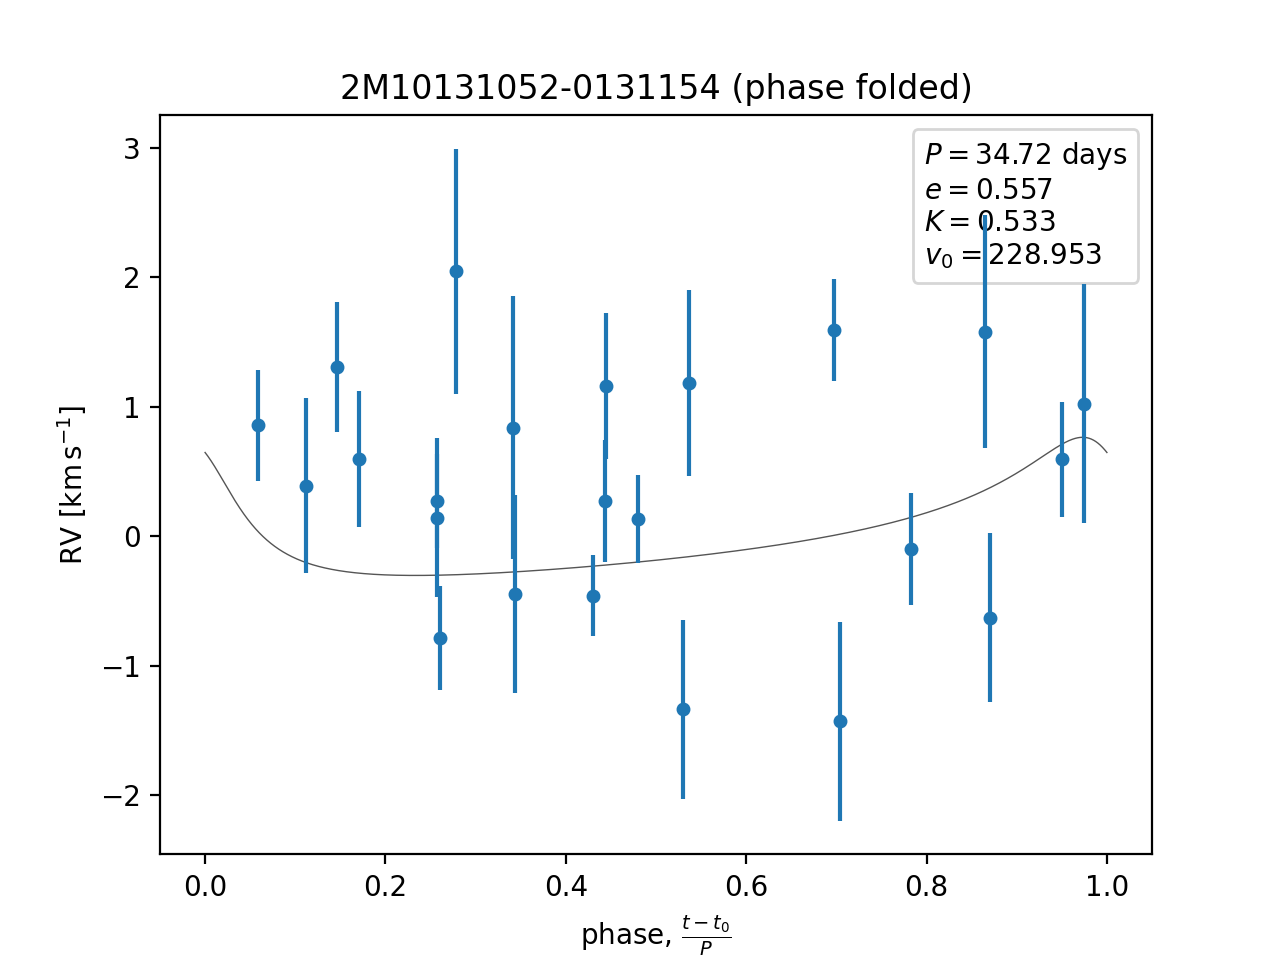 2M10131052-0131154 (phase folded)
P = 34.72 days
e = 0.557
K = 0.533
v₀ = 228.953
3
2
1
0
−1
−2
RV [km s⁻¹]
0.0 0.2 0.4 0.6 0.8 1.0
phase, (t − t₀)/P